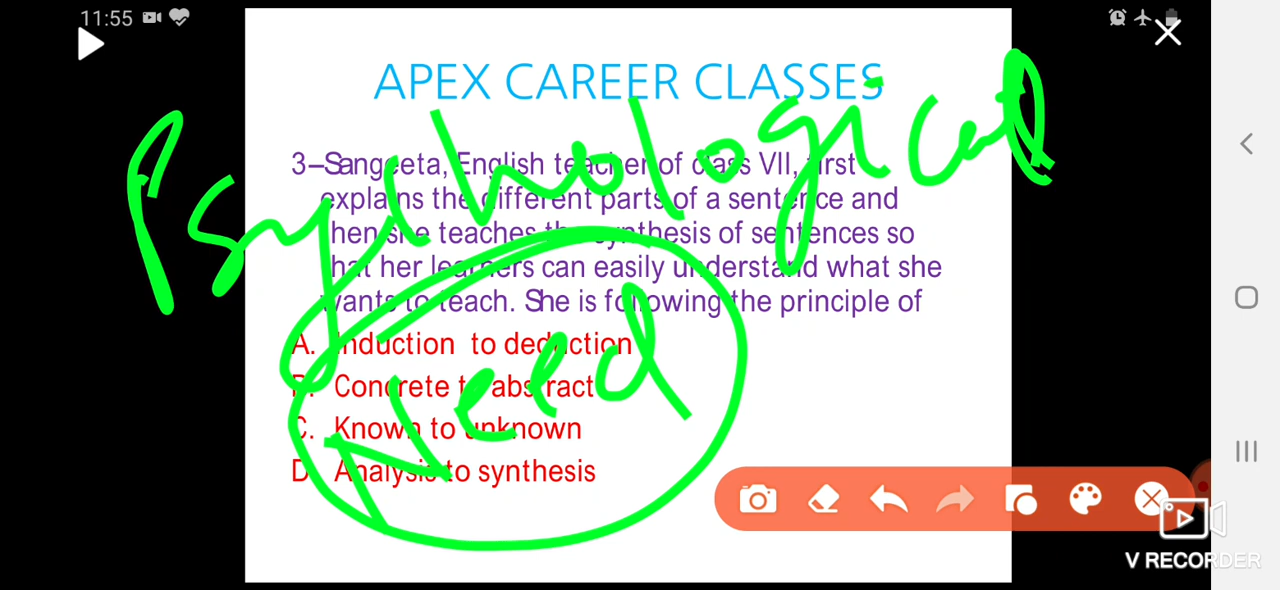 11:55
APEX CAREER CLASSES
Psychological
3–Sangeeta, English teacher of class VII, first
explains the different parts of a sentence and
then she teaches the synthesis of sentences so
that her learners can easily understand what she
wants to teach. She is following the principle of
A. Induction to deduction
B. Concrete to abstract
C. Known to unknown
D. Analysis to synthesis
Need
V RECORDER